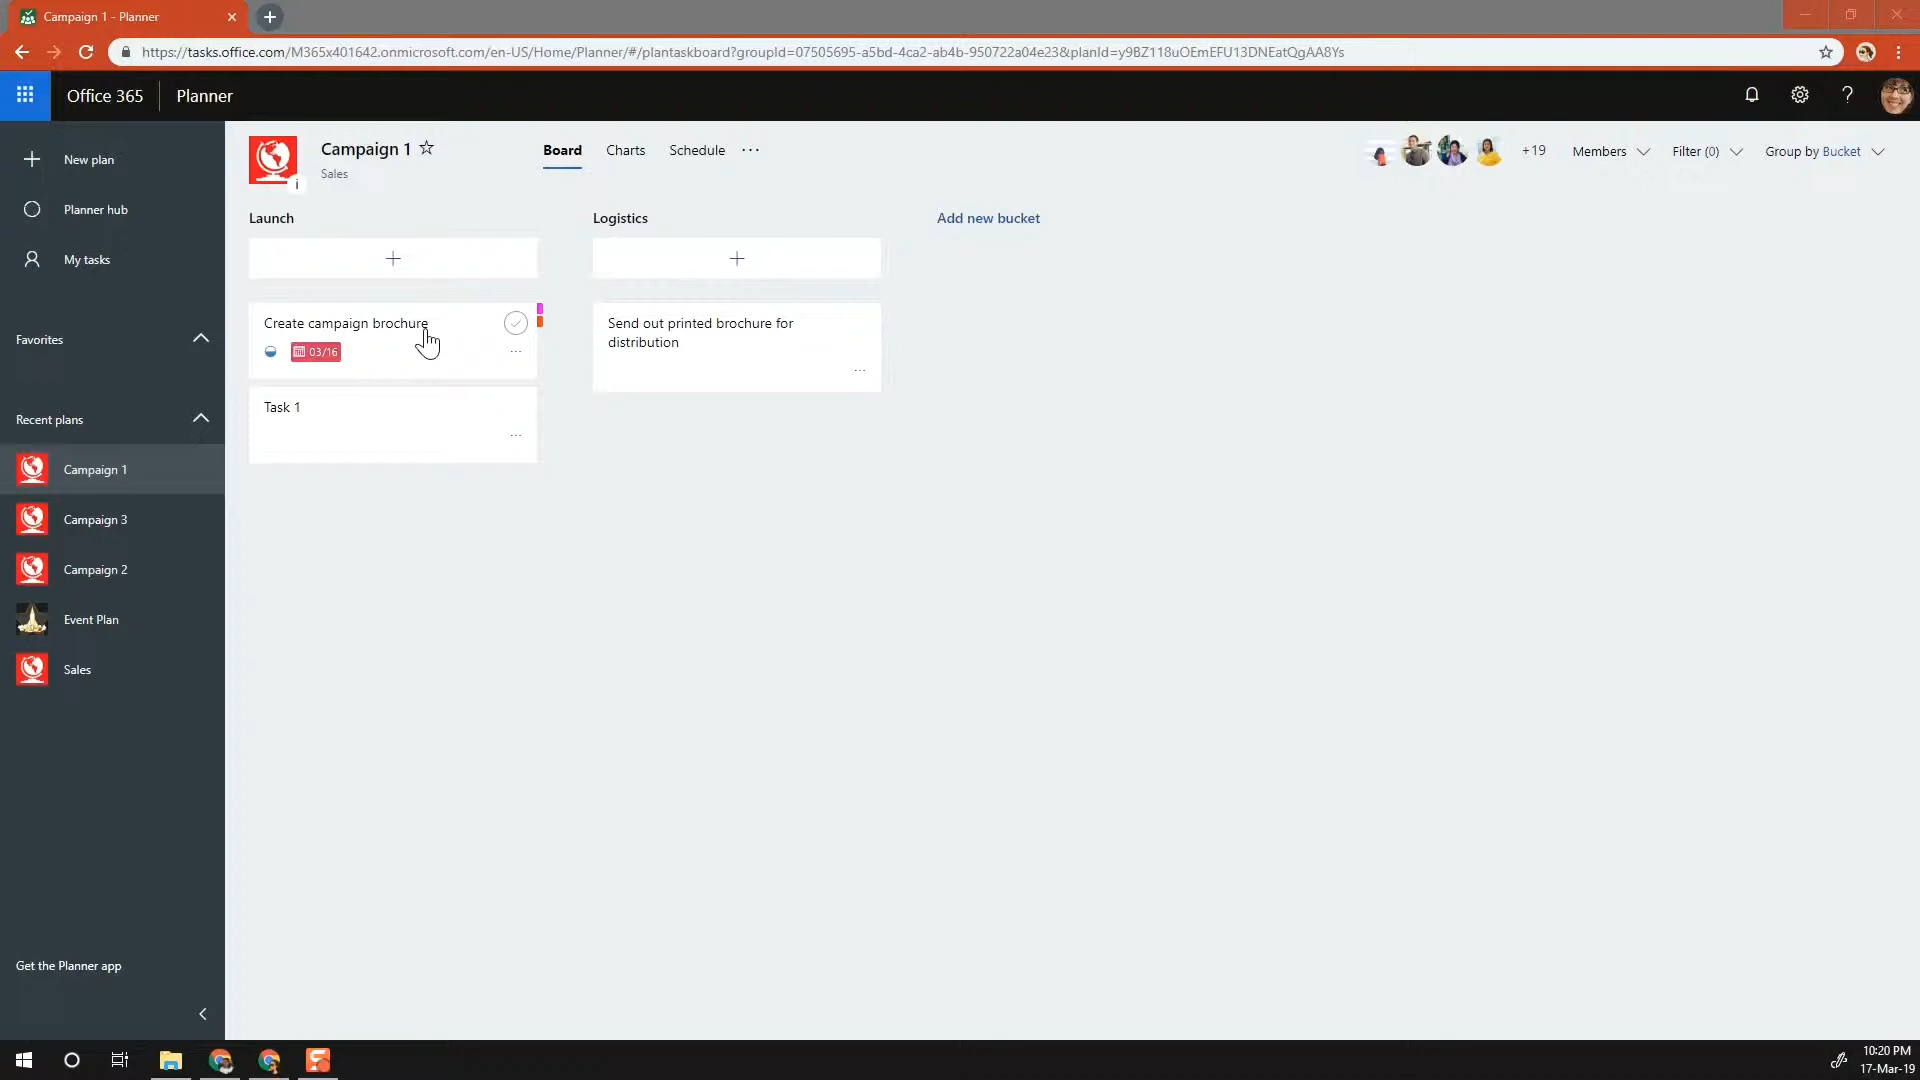 Campaign 1 - Planner
https://tasks.office.com/M365x401642.onmicrosoft.com/en-US/Home/Planner/#/plantaskboard?groupId=07505695-a5bd-4ca2-ab4b-950722a04e23&planId=y9BZ118uOEmEFU13DNEatQgAA8Ys
Office 365 Planner
New plan
Planner hub
My tasks
Favorites
Recent plans
Campaign 1
Campaign 3
Campaign 2
Event Plan
Sales
Get the Planner app
Campaign 1
Sales
Board Charts Schedule ...
+19 Members Filter (0) Group by Bucket
Launch
Create campaign brochure
03/16
Task 1
Logistics
Send out printed brochure for
distribution
Add new bucket
10:20 PM
17-Mar-19